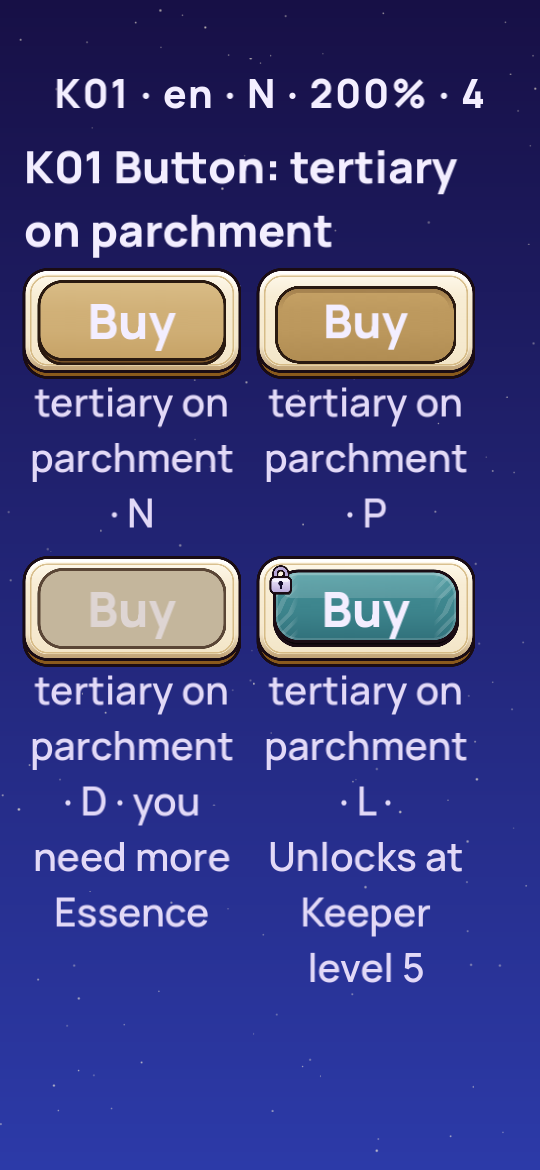 K01 · en · N · 200% · 4
K01 Button: tertiary
on parchment
Buy
Buy
tertiary on
parchment
· N
tertiary on
parchment
· P
Buy
Buy
tertiary on
parchment
· D · you
need more
Essence
tertiary on
parchment
· L ·
Unlocks at
Keeper
level 5